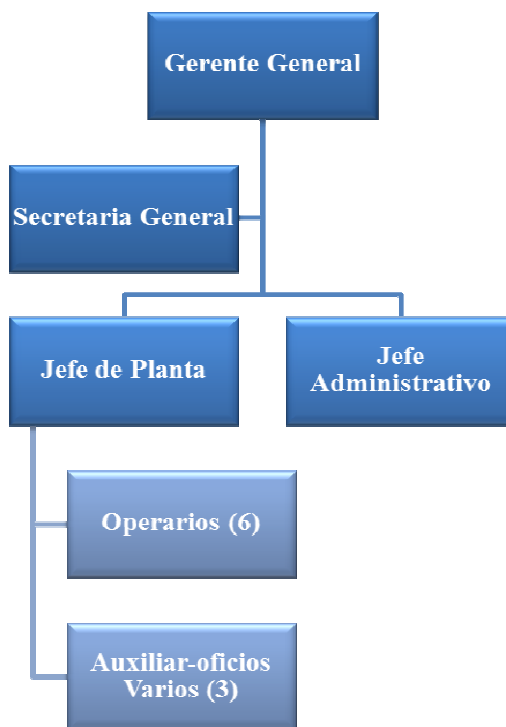 Gerente General
Secretaria General
Jefe de Planta
Jefe
Administrativo
Operarios (6)
Auxiliar-oficios
Varios (3)